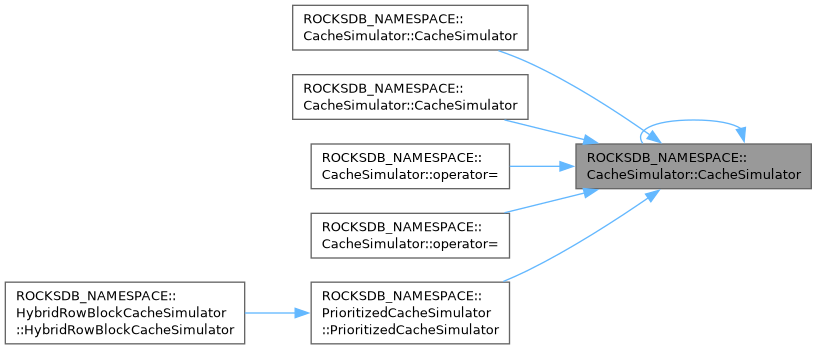 ROCKSDB_NAMESPACE::
CacheSimulator::CacheSimulator
ROCKSDB_NAMESPACE::
CacheSimulator::CacheSimulator
ROCKSDB_NAMESPACE::
CacheSimulator::operator=
ROCKSDB_NAMESPACE::
CacheSimulator::CacheSimulator
ROCKSDB_NAMESPACE::
CacheSimulator::operator=
ROCKSDB_NAMESPACE::
HybridRowBlockCacheSimulator
::HybridRowBlockCacheSimulator
ROCKSDB_NAMESPACE::
PrioritizedCacheSimulator
::PrioritizedCacheSimulator